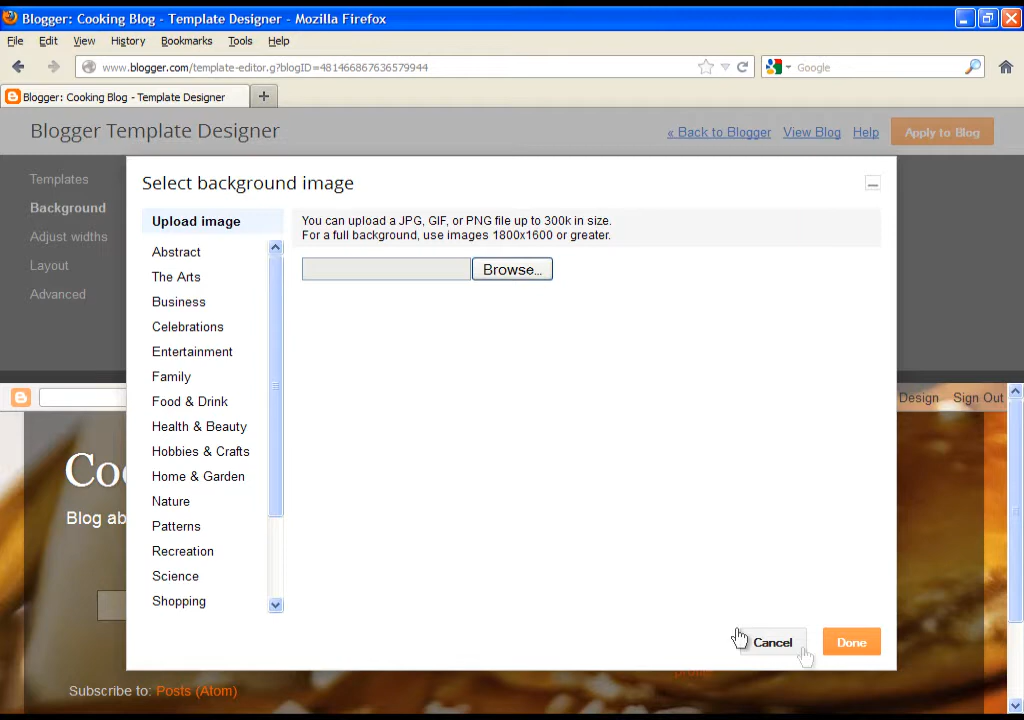 Blogger: Cooking Blog - Template Designer - Mozilla Firefox
File Edit View History Bookmarks Tools Help
www.blogger.com/template-editor.g?blogID=481466867636579944
Google
Blogger: Cooking Blog - Template Designer
Blogger Template Designer
« Back to Blogger View Blog Help Apply to Blog
Templates
Background
Adjust widths
Layout
Advanced
Select background image
Upload image
Abstract
The Arts
Business
Celebrations
Entertainment
Family
Food & Drink
Health & Beauty
Hobbies & Crafts
Home & Garden
Nature
Patterns
Recreation
Science
Shopping
You can upload a JPG, GIF, or PNG file up to 300k in size.
For a full background, use images 1800x1600 or greater.
Browse...
Cancel Done
Design Sign Out
Coo
Blog ab
profile
Subscribe to: Posts (Atom)